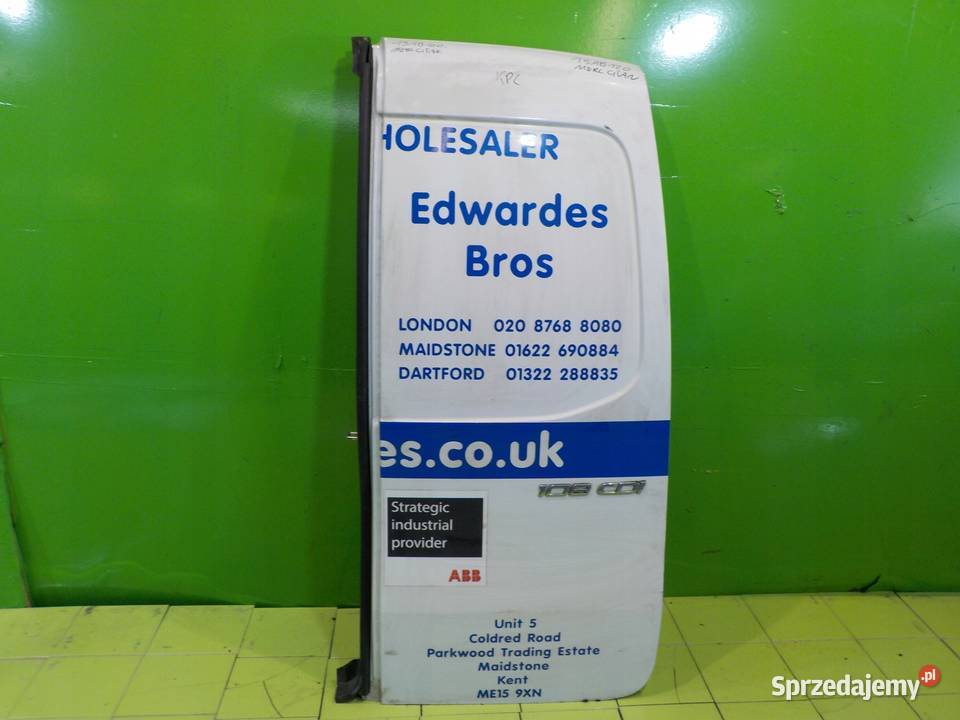 KPL
HOLESALER
Edwardes
Bros
LONDON 020 8768 8080
MAIDSTONE 01622 690884
DARTFORD 01322 288835
es.co.uk
108 CDI
Strategic
industrial
provider
ABB
Unit 5
Coldred Road
Parkwood Trading Estate
Maidstone
Kent
ME15 9XN
Sprzedajemy.pl